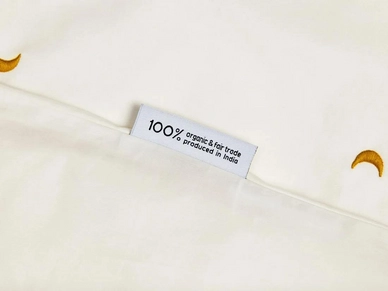 100% organic & fair trade
produced in India